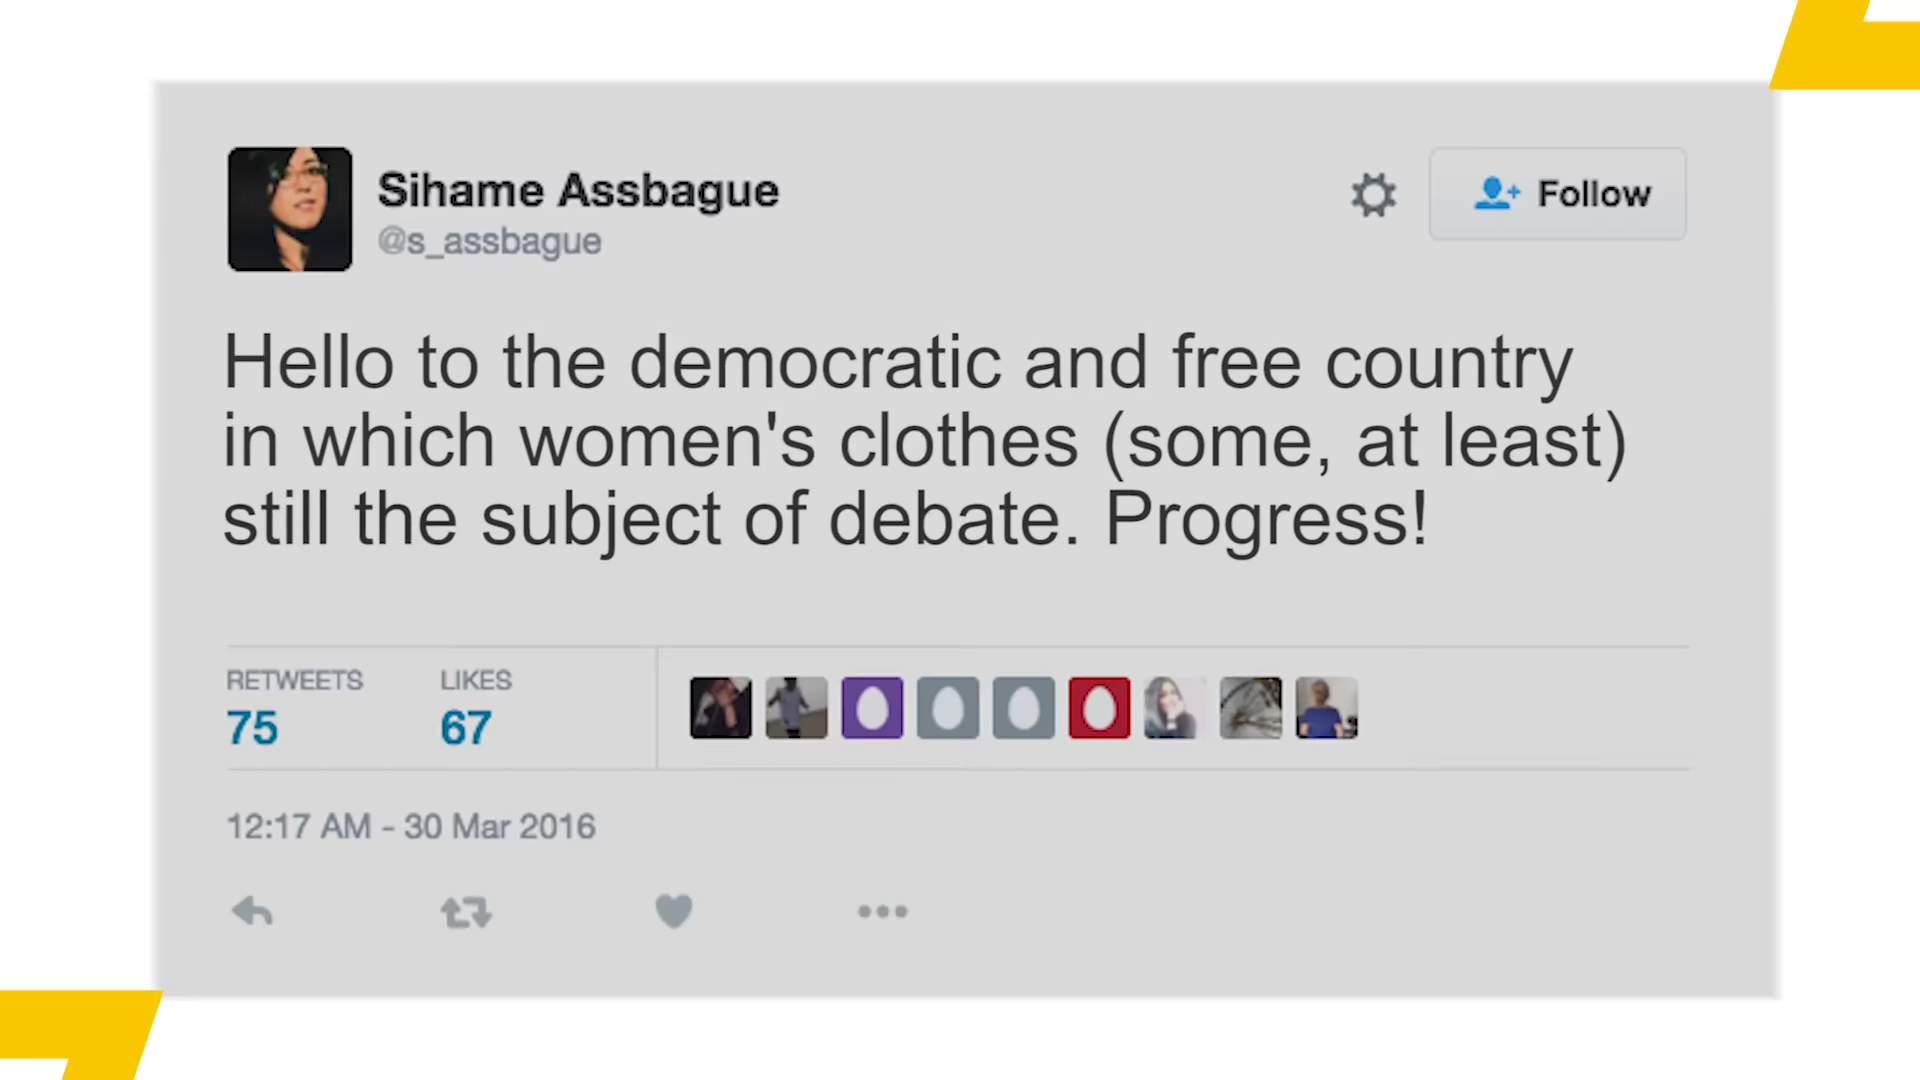 Sihame Assbague
@s_assbague
Follow
Hello to the democratic and free country
in which women's clothes (some, at least)
still the subject of debate. Progress!
RETWEETS LIKES
75 67
12:17 AM - 30 Mar 2016